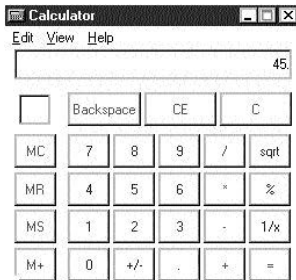 Calculator
Edit View Help
45.
Backspace CE C
MC 7 8 9 / sqrt
MR 4 5 6 * %
MS 1 2 3 - 1/x
M+ 0 +/- . + =